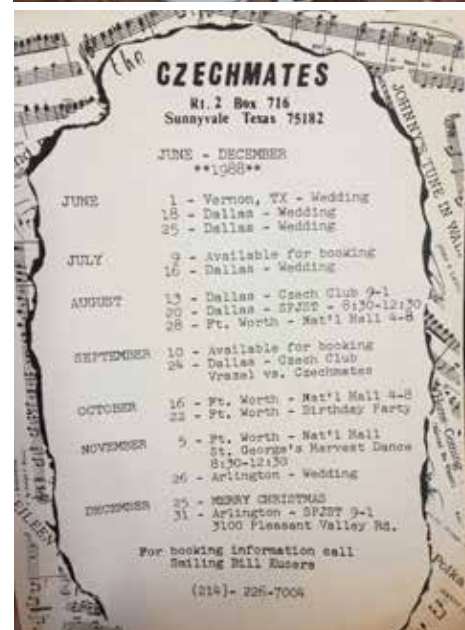 the
CZECHMATES
Rt. 2 Box 716
Sunnyvale Texas 75182
JUNE - DECEMBER
**1988**
JUNE 1 - Vernon, TX - Wedding
18 - Dallas - Wedding
25 - Dallas - Wedding
JULY 9 - Available for booking
16 - Dallas - Wedding
AUGUST 13 - Dallas - Czech Club 9-1
20 - Dallas - SPJST - 8:30-12:30
28 - Ft. Worth - Nat'l Hall 4-8
SEPTEMBER 10 - Available for booking
24 - Dallas - Czech Club
Vrazel vs. Czechmates
OCTOBER 16 - Ft. Worth - Nat'l Hall 4-8
22 - Ft. Worth - Birthday Party
NOVEMBER 5 - Ft. Worth - Nat'l Hall
St. George's Harvest Dance
8:30-12:30
26 - Arlington - Wedding
DECEMBER 25 - MERRY CHRISTMAS
31 - Arlington - SPJST 9-1
3100 Pleasant Valley Rd.
For booking information call
Smiling Bill
(214)- 226-7004
JOHNNY'S TUNE IN
EILEEN